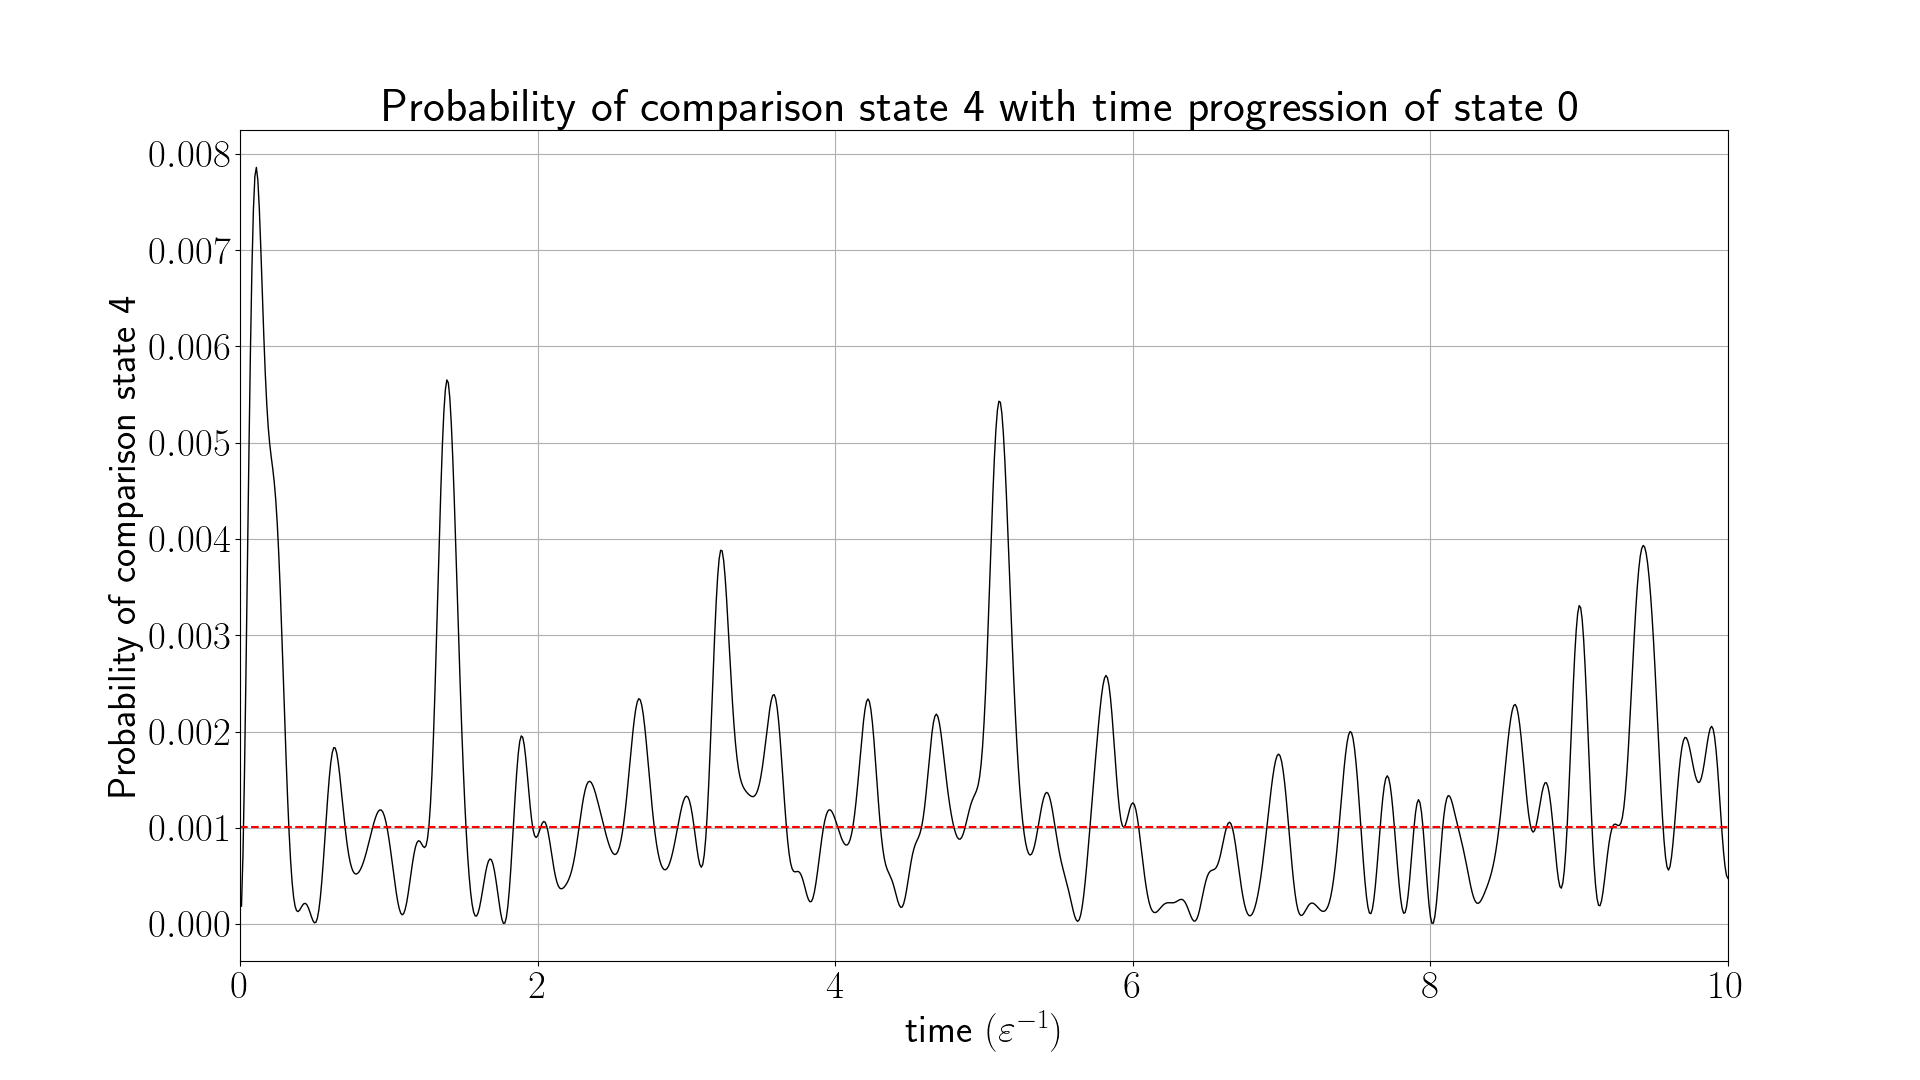 Probability of comparison state 4 with time progression of state 0
Probability of comparison state 4
0.008
0.007
0.006
0.005
0.004
0.003
0.002
0.001
0.000
0 2 4 6 8 10
time (ε⁻¹)